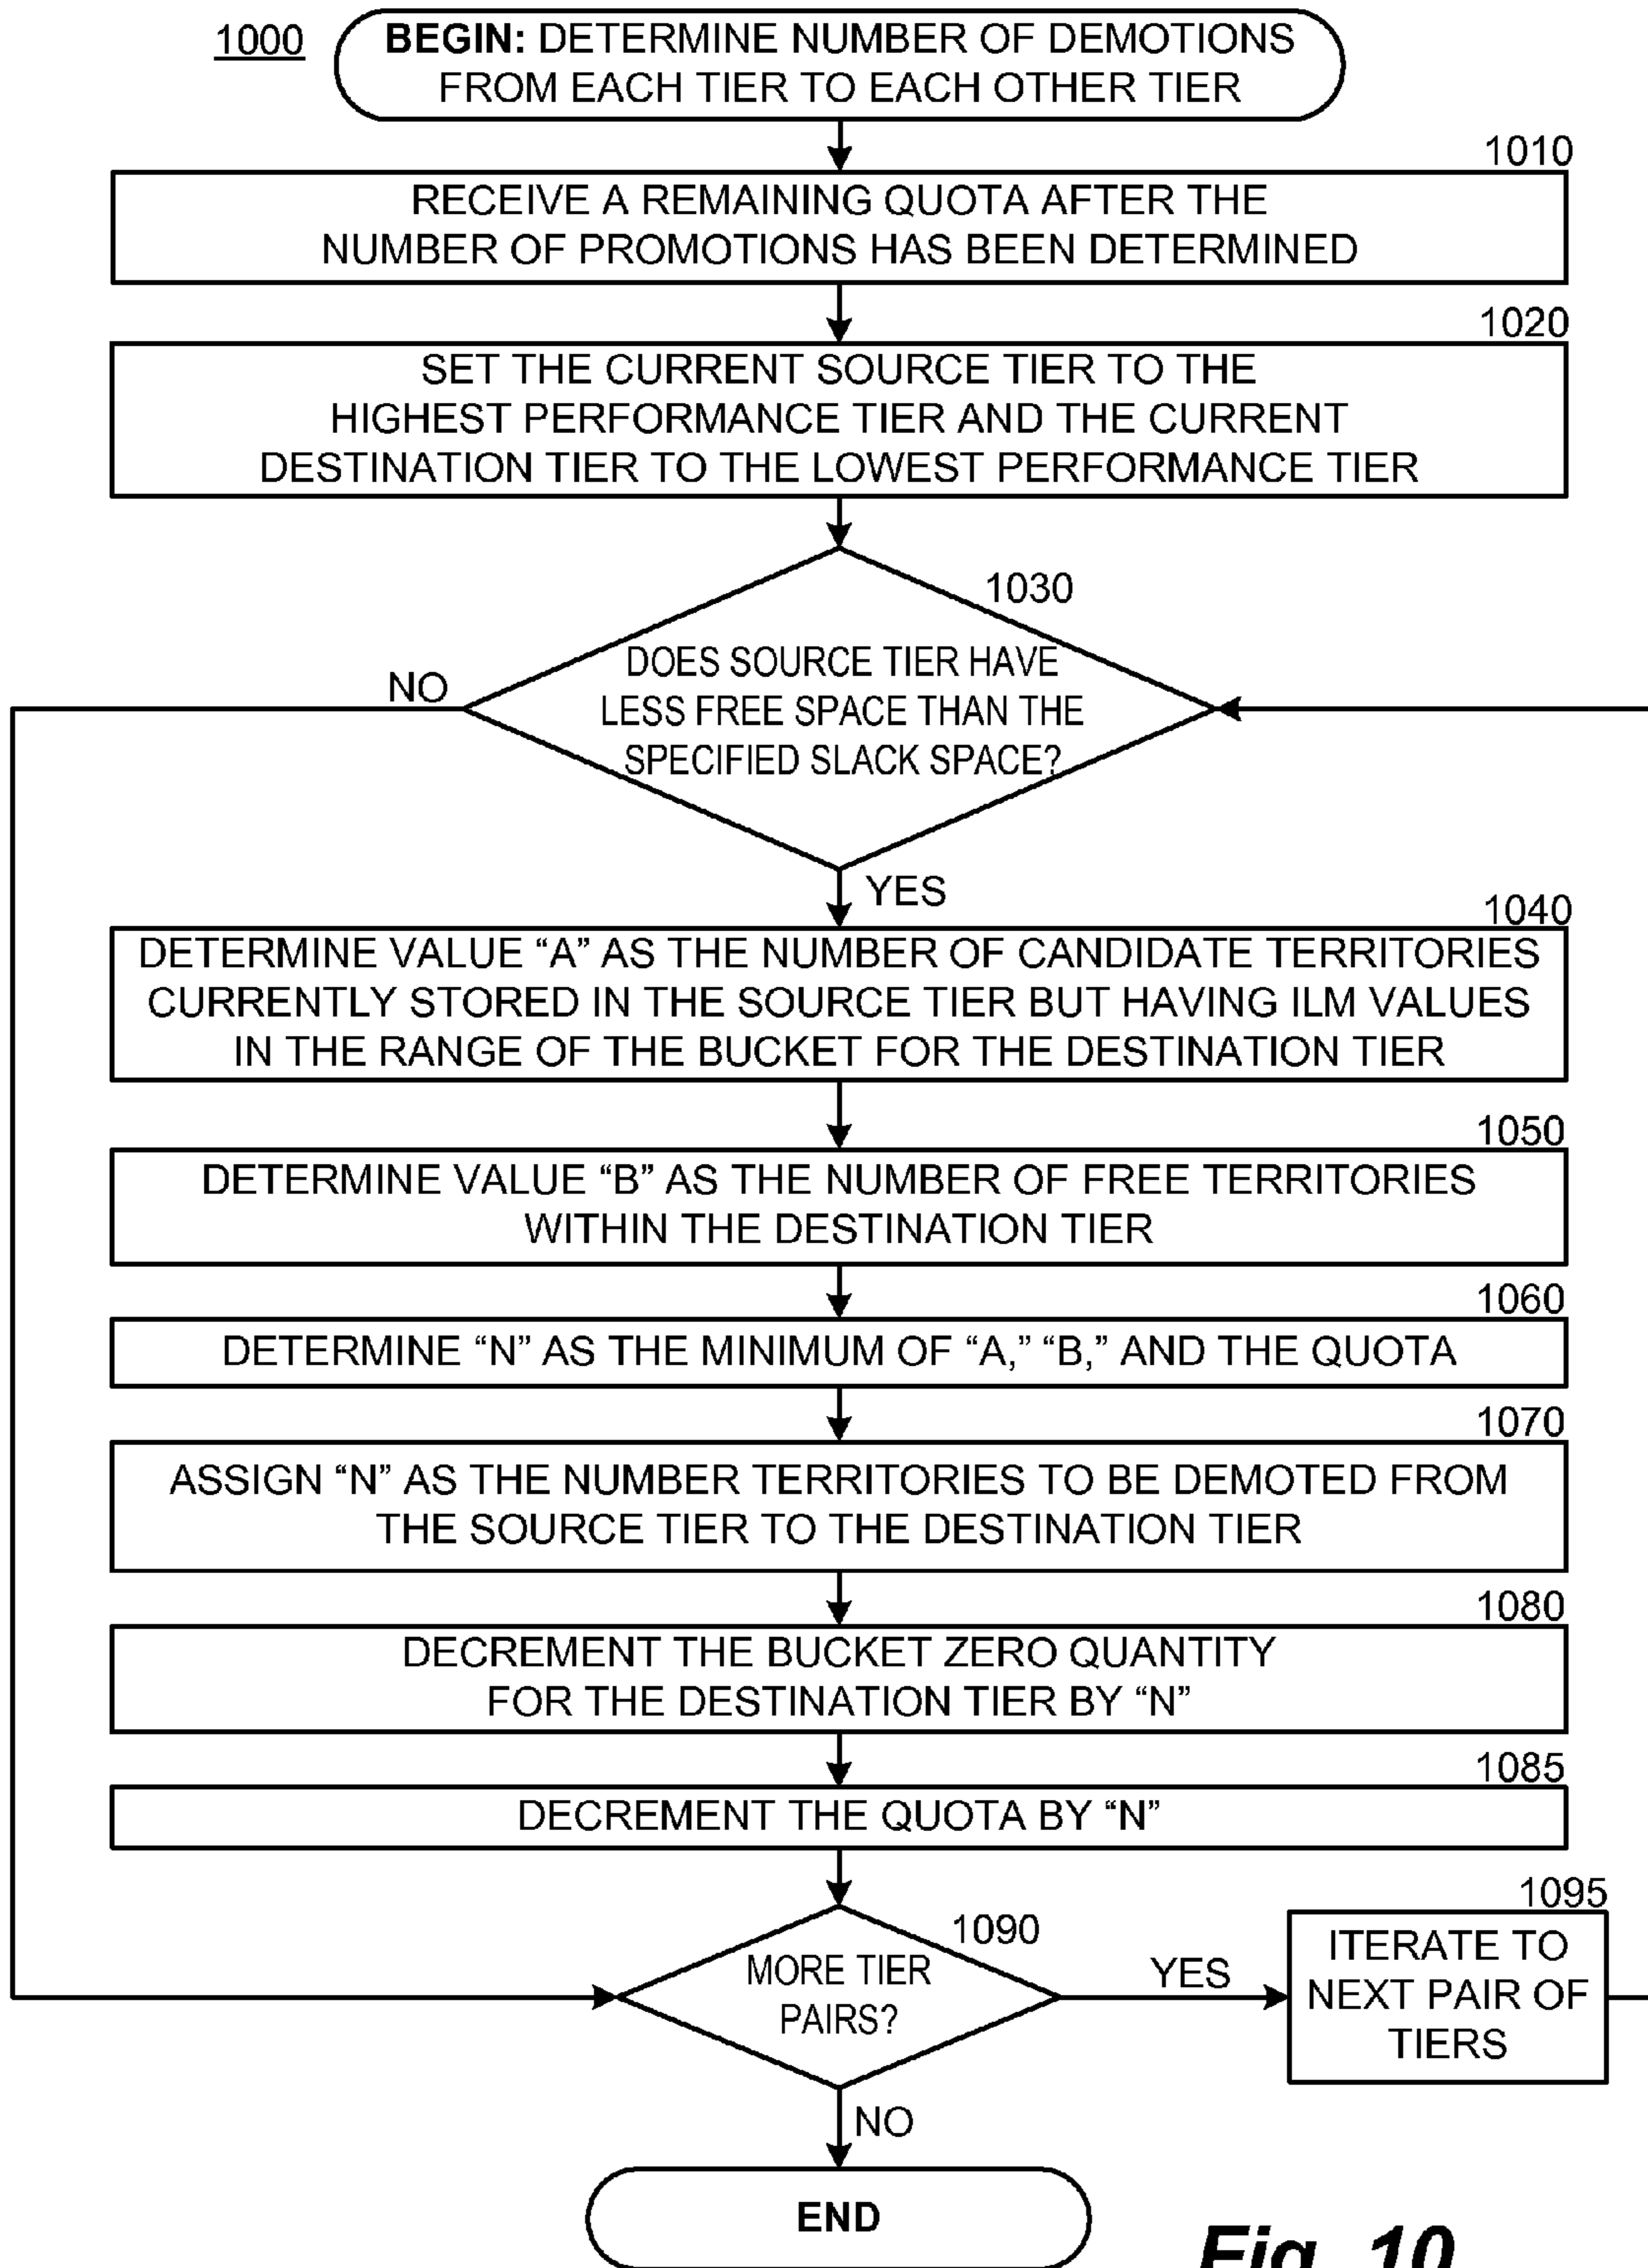 1000
BEGIN: DETERMINE NUMBER OF DEMOTIONS
FROM EACH TIER TO EACH OTHER TIER
1010
RECEIVE A REMAINING QUOTA AFTER THE
NUMBER OF PROMOTIONS HAS BEEN DETERMINED
1020
SET THE CURRENT SOURCE TIER TO THE
HIGHEST PERFORMANCE TIER AND THE CURRENT
DESTINATION TIER TO THE LOWEST PERFORMANCE TIER
1030
DOES SOURCE TIER HAVE
LESS FREE SPACE THAN THE
SPECIFIED SLACK SPACE?
NO
YES
1040
DETERMINE VALUE “A” AS THE NUMBER OF CANDIDATE TERRITORIES
CURRENTLY STORED IN THE SOURCE TIER BUT HAVING ILM VALUES
IN THE RANGE OF THE BUCKET FOR THE DESTINATION TIER
1050
DETERMINE VALUE “B” AS THE NUMBER OF FREE TERRITORIES
WITHIN THE DESTINATION TIER
1060
DETERMINE “N” AS THE MINIMUM OF “A,” “B,” AND THE QUOTA
1070
ASSIGN “N” AS THE NUMBER TERRITORIES TO BE DEMOTED FROM
THE SOURCE TIER TO THE DESTINATION TIER
1080
DECREMENT THE BUCKET ZERO QUANTITY
FOR THE DESTINATION TIER BY “N”
1085
DECREMENT THE QUOTA BY “N”
1090
MORE TIER
PAIRS?
YES
1095
ITERATE TO
NEXT PAIR OF
TIERS
NO
END
Fig. 10